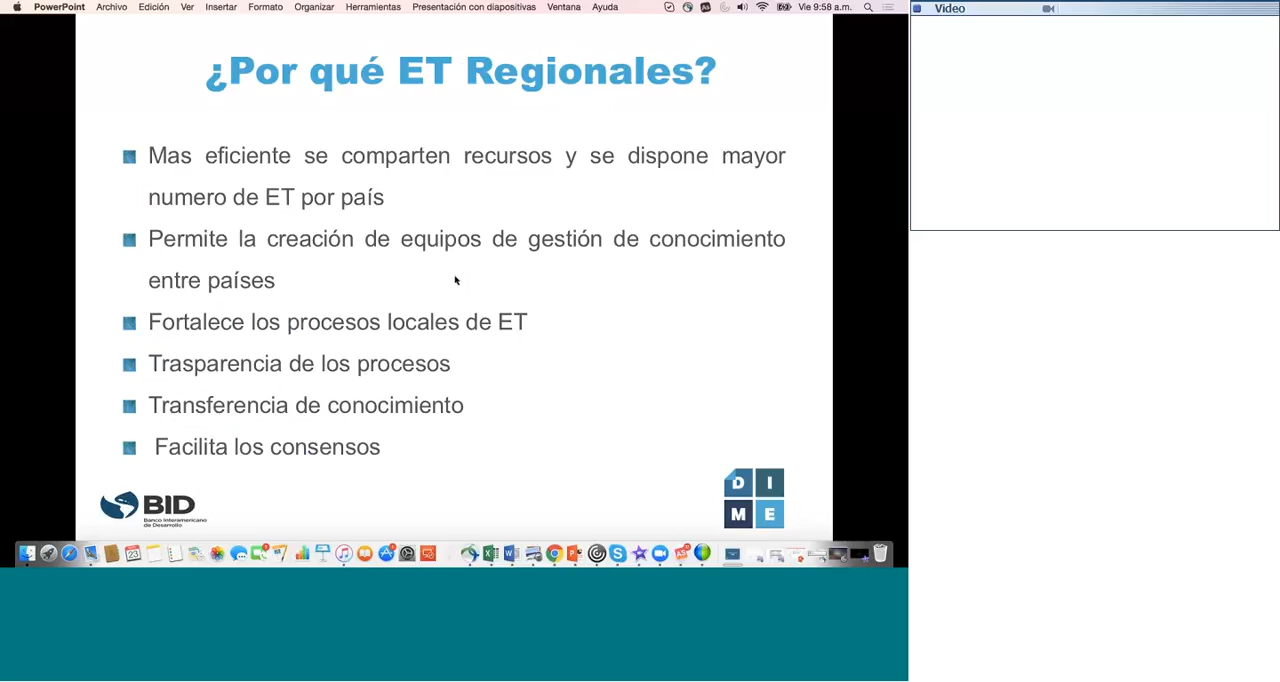 PowerPoint Archivo Edición Ver Insertar Formato Organizar Herramientas Presentación con diapositivas Ventana Ayuda Vie 9:58 a.m.
Video
¿Por qué ET Regionales?
Mas eficiente se comparten recursos y se dispone mayor
numero de ET por país
Permite la creación de equipos de gestión de conocimiento
entre países
Fortalece los procesos locales de ET
Trasparencia de los procesos
Transferencia de conocimiento
Facilita los consensos
BID
Banco Interamericano
de Desarrollo
D I
M E
23